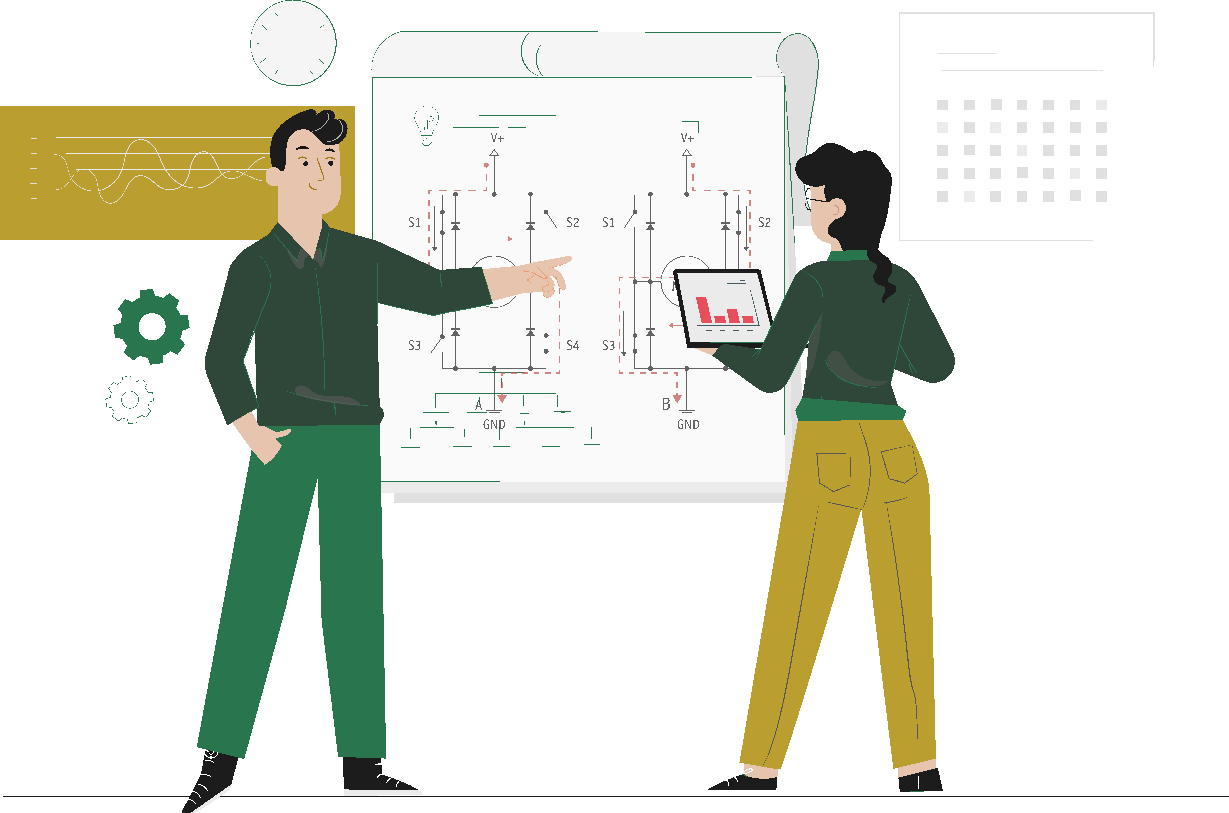 V+ V+
S1 S2 S1 S2
S3 S4 S3
A B
GND GND